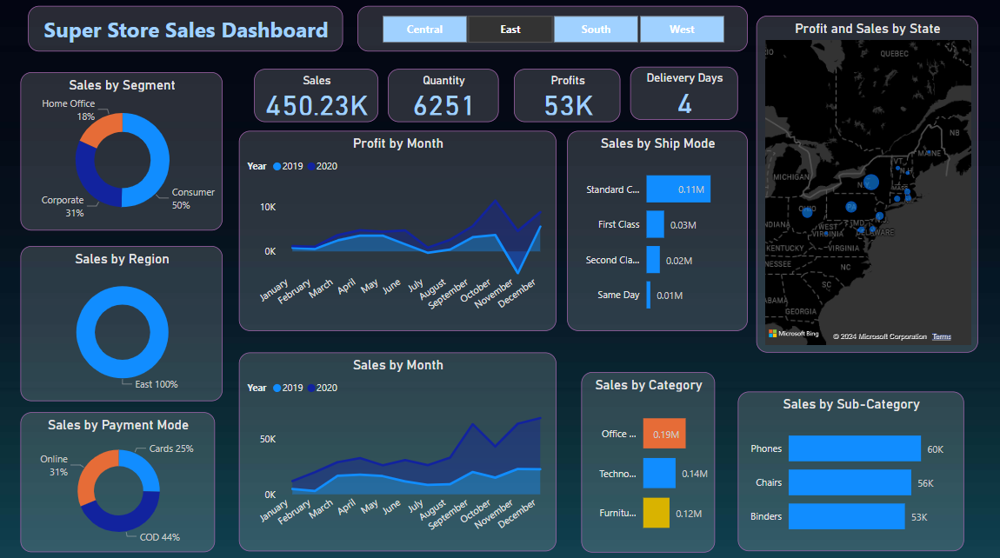 Super Store Sales Dashboard
Central
East
South
West
Profit and Sales by State
QUEBEC
NB
MAINE
VT
N.H.
MICHIGAN
N.Y.
MASS
OHIO
PA
N.J.
MD
INDIANA
WEST
VIRGINIA
DELAWARE
KENTUCKY
VIRGINIA
NESSEE
NC
SC
ABAMA
GEORGIA
Microsoft Bing
© 2024 Microsoft Corporation Terms
Sales by Segment
Home Office
18%
Consumer
50%
Corporate
31%
Sales
450.23K
Quantity
6251
Profits
53K
Delievery Days
4
Profit by Month
Year 2019 2020
10K
0K
January
February
March
April
May
June
July
August
September
October
November
December
Sales by Ship Mode
Standard C... 0.11M
First Class 0.03M
Second Cla... 0.02M
Same Day 0.01M
Sales by Region
East 100%
Sales by Month
Year 2019 2020
50K
0K
January
February
March
April
May
June
July
August
September
October
November
December
Sales by Category
Office ... 0.19M
Techno... 0.14M
Furnitu... 0.12M
Sales by Sub-Category
Phones 60K
Chairs 56K
Binders 53K
Sales by Payment Mode
Online
31%
Cards 25%
COD 44%